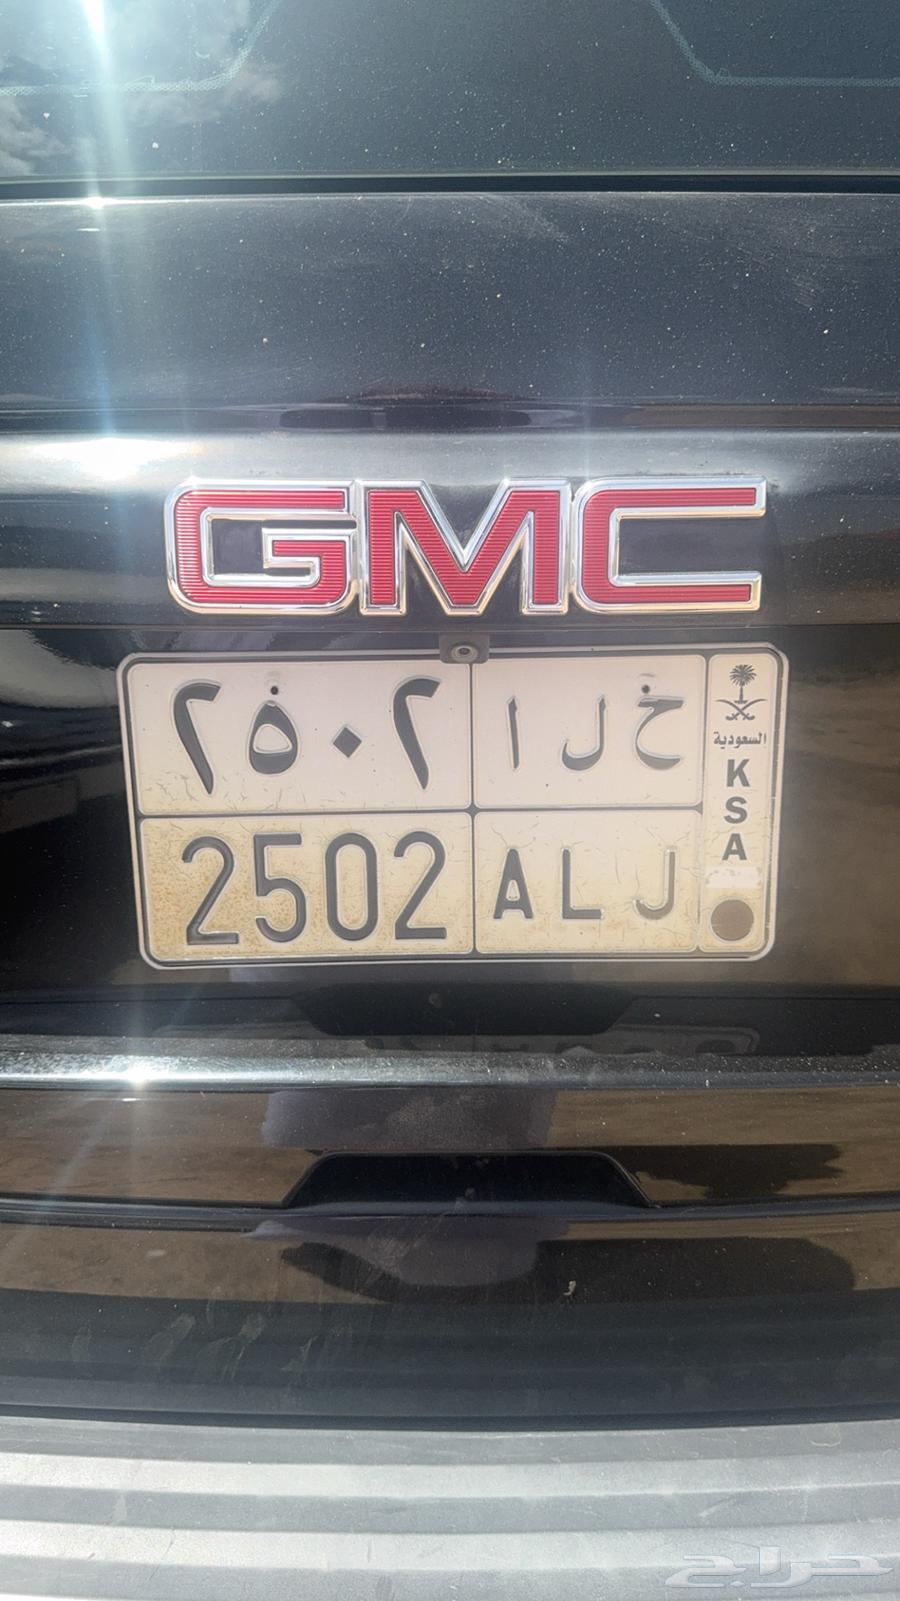 GMC
٢٥٠٢ ا ل ح
السعودية
2502 A L J
K
S
A
حراج